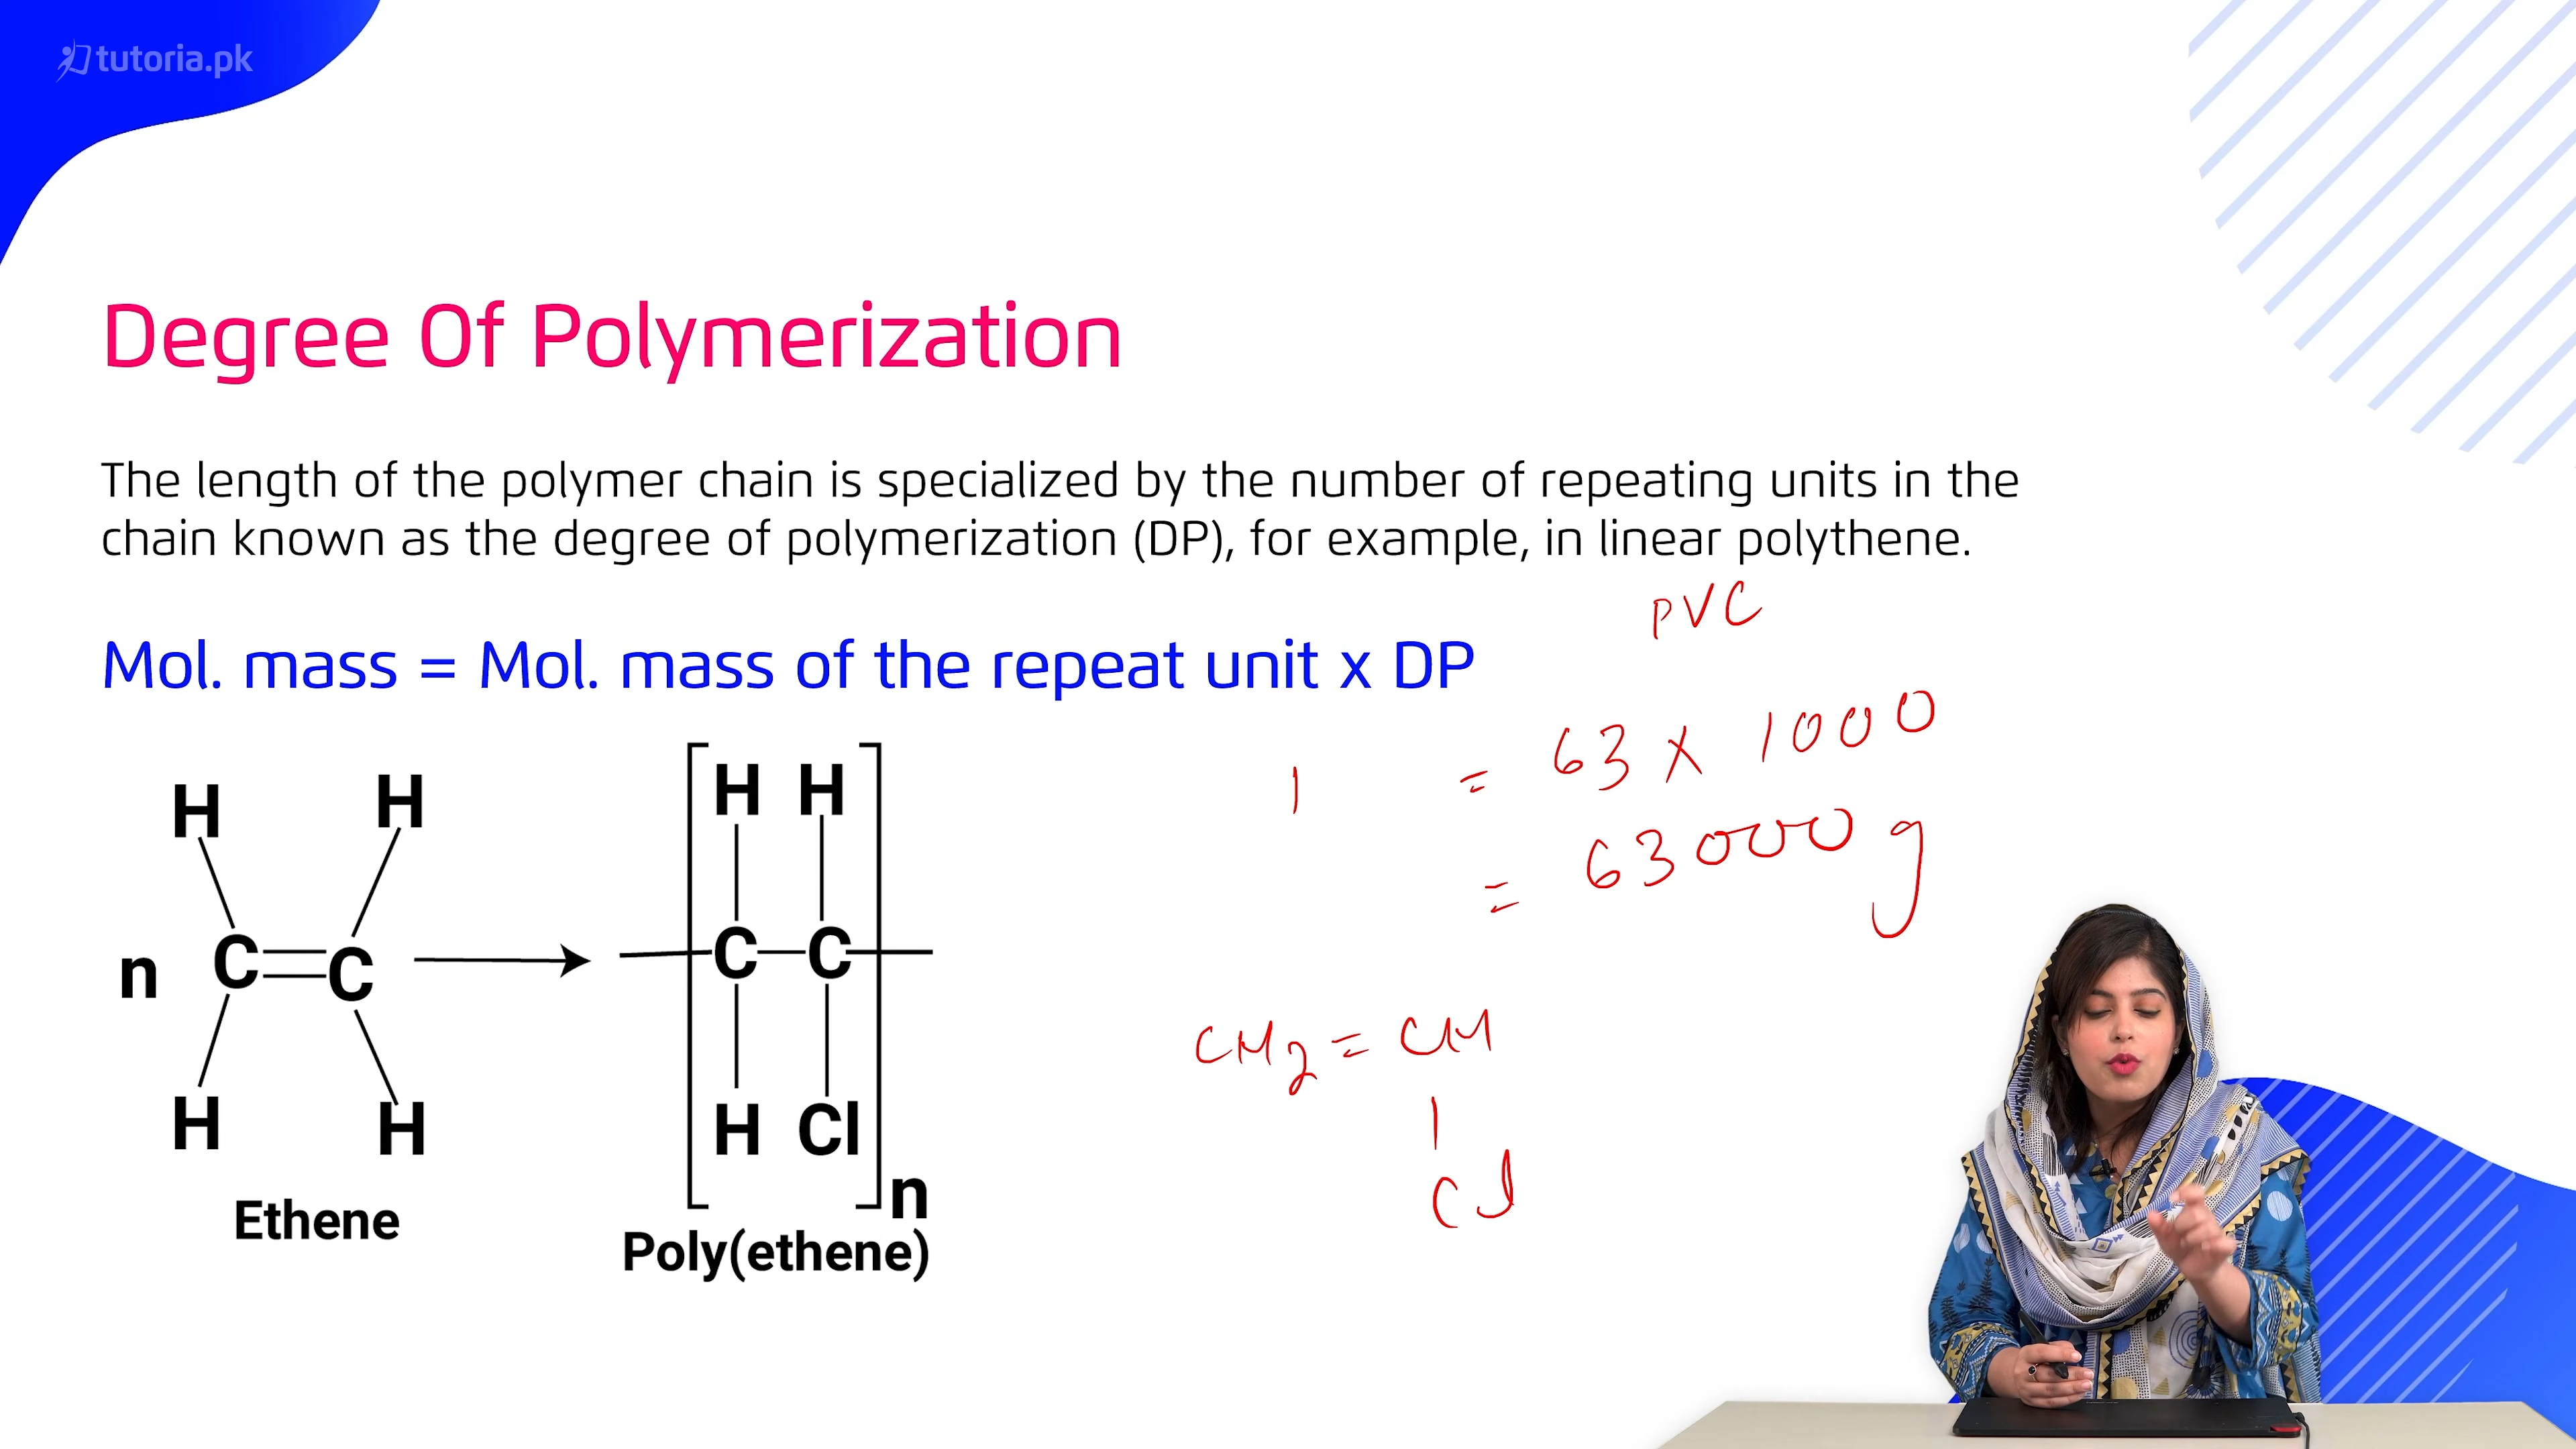 tutoria.pk
Degree Of Polymerization
The length of the polymer chain is specialized by the number of repeating units in the
chain known as the degree of polymerization (DP), for example, in linear polythene.
PVC
Mol. mass = Mol. mass of the repeat unit x DP
1 = 63 x 1000
= 63000 g
H H
n C=C
H H
Ethene
H H
C C
H Cl
n
Poly(ethene)
CH2 = CH
Cl